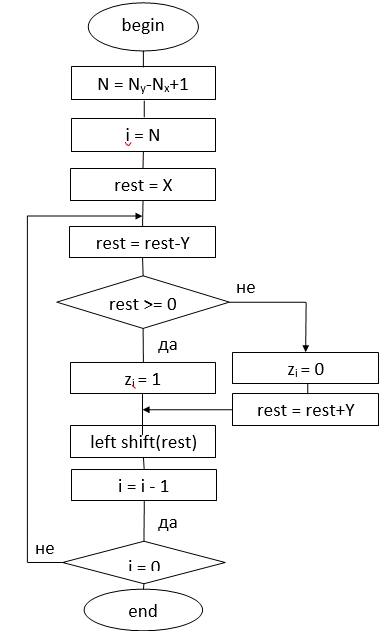 begin
N = Ny-Nx+1
i = N
rest = X
rest = rest-Y
rest >= 0
не
да
zi = 1
zi = 0
rest = rest+Y
left shift(rest)
i = i - 1
да
не
i = 0
end